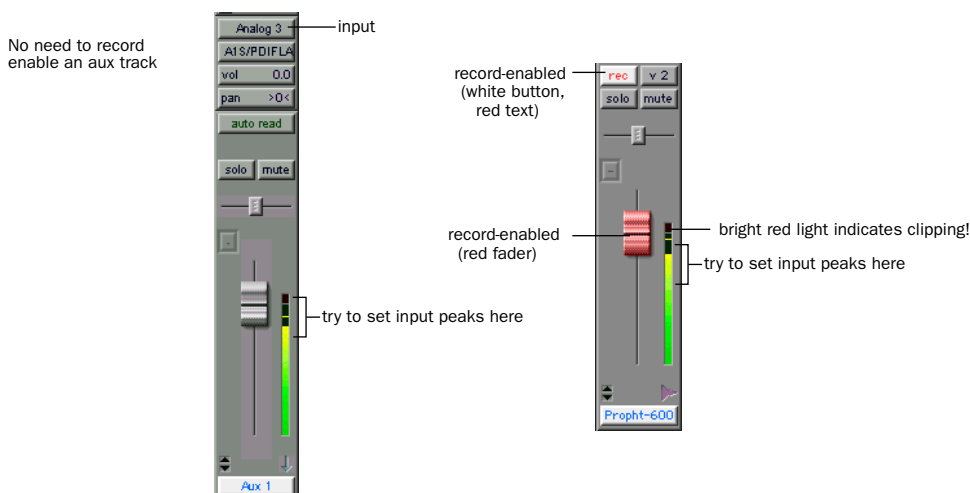 No need to record
enable an aux track
Analog 3
input
A1S/PDIFLA
vol 0.0
pan >0<
auto read
solo mute
-
try to set input peaks here
Aux 1
record-enabled
(white button,
red text)
rec v 2
solo mute
-
record-enabled
(red fader)
bright red light indicates clipping!
try to set input peaks here
Propht-600